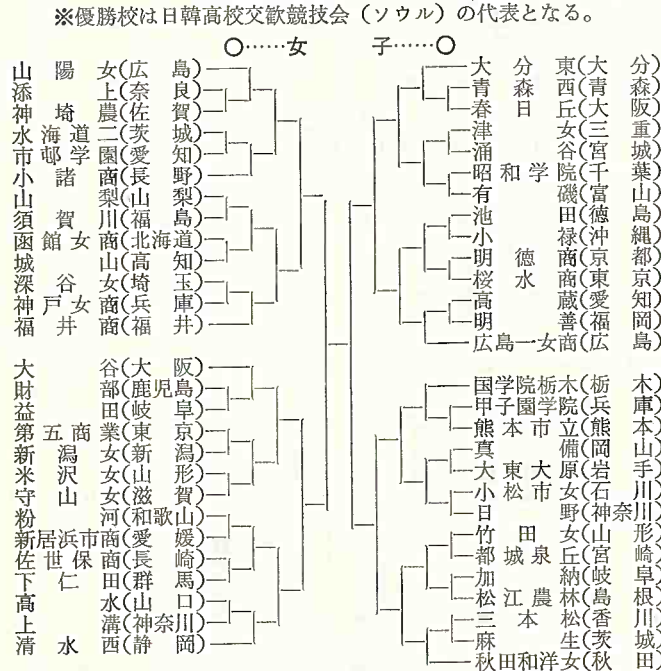 ※優勝校は日韓高校交歓競技会（ソウル）の代表となる。
○……女　子……○
山陽女(広島)
添上(奈良)
神埼農(佐賀)
水海道二(茨城)
市邨学園(愛知)
小諸商(長野)
山梨(山梨)
須賀川(福島)
函館女商(北海道)
城山(高知)
深谷女(埼玉)
神戸女商(兵庫)
福井商(福井)
大谷(大阪)
財部(鹿児島)
益田(岐阜)
第五商業(東京)
新潟女(新潟)
米沢女(山形)
守山女(滋賀)
粉河(和歌山)
新居浜市商(愛媛)
佐世保商(長崎)
下仁田(群馬)
高水(山口)
上溝(神奈川)
清水西(静岡)
大分東(大分)
青森西(青森)
春日丘(大阪)
津女(三重)
涌谷(宮城)
昭和学院(千葉)
有磯(富山)
池田(徳島)
小禄(沖縄)
明徳商(京都)
桜水商(東京)
高蔵(愛知)
明善(福岡)
広島一女商(広島)
国学院栃木(栃木)
甲子園学院(兵庫)
熊本市立(熊本)
真備(岡山)
大東大原(岩手)
小松市女(石川)
日野(神奈川)
竹田女(山形)
都城泉丘(宮崎)
加納(岐阜)
松江農林(島根)
三本松(香川)
麻生(茨城)
秋田和洋女(秋田)